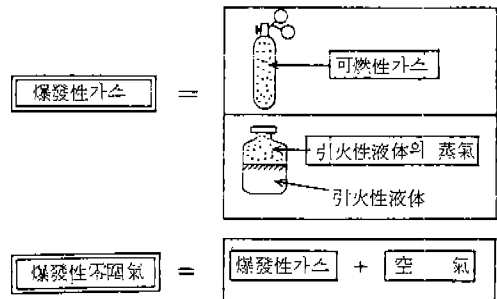 可燃性가스
爆發性가스 =
引火性液体의 蒸氣
引火性液体
爆發性雰圍氣 = 爆發性가스 + 空 氣